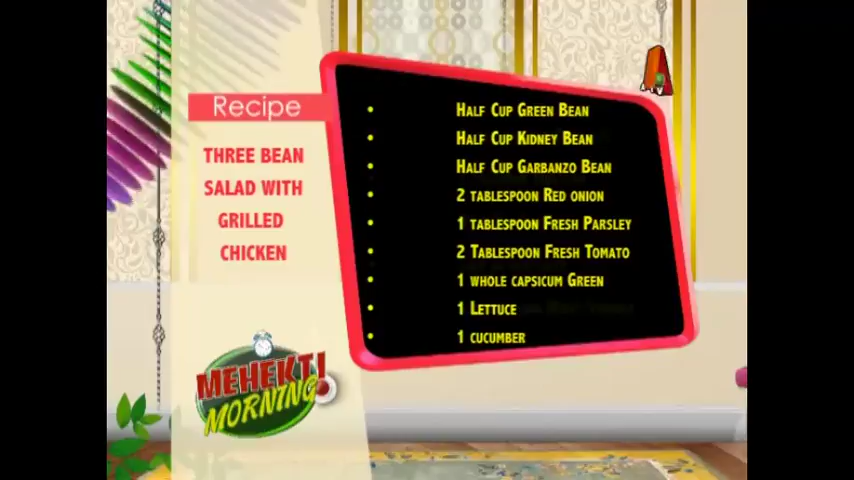 Recipe
THREE BEAN
SALAD WITH
GRILLED
CHICKEN
• HALF CUP GREEN BEAN
• HALF CUP KIDNEY BEAN
• HALF CUP GARBANZO BEAN
• 2 TABLESPOON RED ONION
• 1 TABLESPOON FRESH PARSLEY
• 2 TABLESPOON FRESH TOMATO
• 1 WHOLE CAPSICUM GREEN
• 1 LETTUCE
• 1 CUCUMBER
ATV
MEHEKTI
MORNING